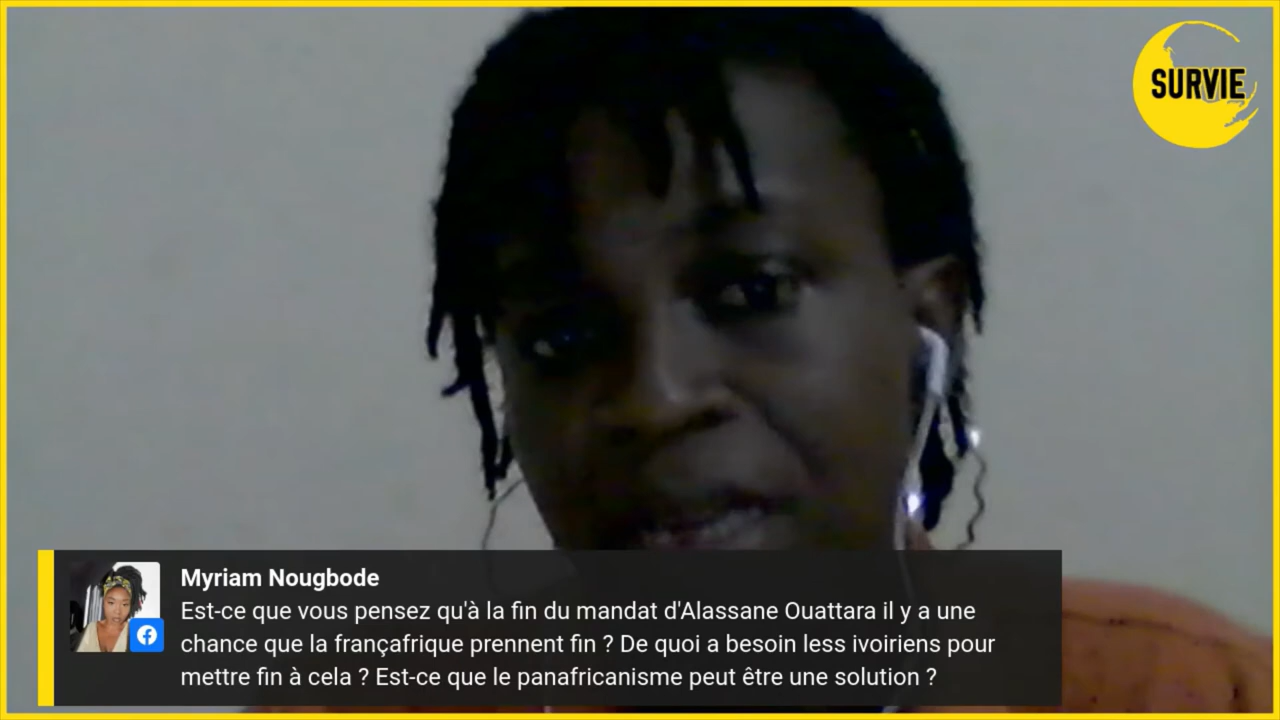 SURVIE
Myriam Nougbode
Est-ce que vous pensez qu'à la fin du mandat d'Alassane Ouattara il y a une
chance que la françafrique prennent fin ? De quoi a besoin less ivoiriens pour
mettre fin à cela ? Est-ce que le panafricanisme peut être une solution ?